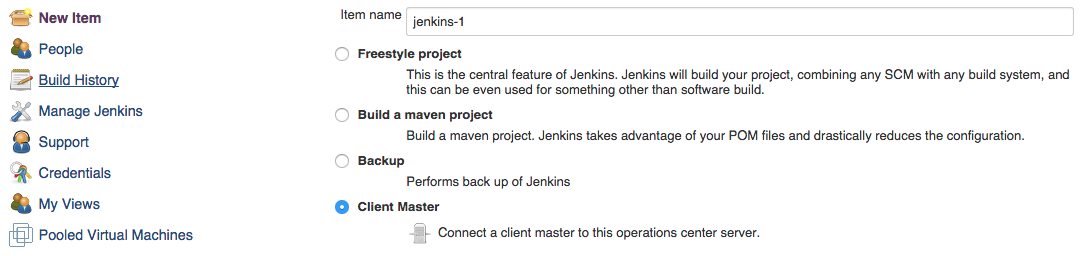 New Item
People
Build History
Manage Jenkins
Support
Credentials
My Views
Pooled Virtual Machines
Item name
jenkins-1
Freestyle project
This is the central feature of Jenkins. Jenkins will build your project, combining any SCM with any build system, and
this can be even used for something other than software build.
Build a maven project
Build a maven project. Jenkins takes advantage of your POM files and drastically reduces the configuration.
Backup
Performs back up of Jenkins
Client Master
Connect a client master to this operations center server.